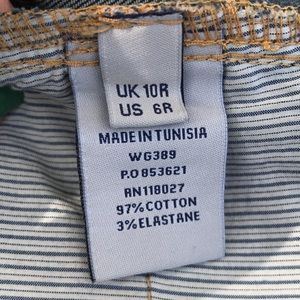 UK 10R
US 6R
MADE IN TUNISIA
WG389
P.O 853621
RN118027
97% COTTON
3% ELASTANE